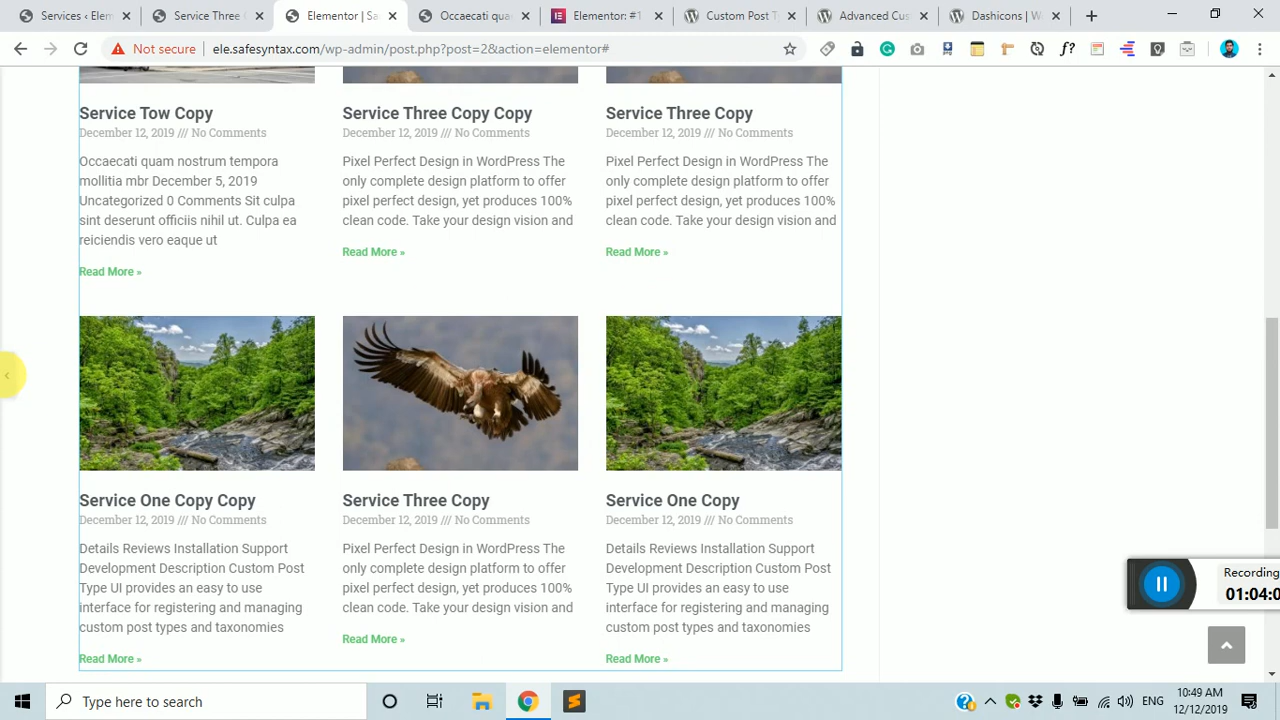 Services ‹ Elem
Service Three
Elementor | Sa
Occaecati qua
Elementor: #1
Custom Post Ty
Advanced Cus
Dashicons | W
Not secure
ele.safesyntax.com/wp-admin/post.php?post=2&action=elementor#
Service Tow Copy
December 12, 2019 /// No Comments
Occaecati quam nostrum tempora
mollitia mbr December 5, 2019
Uncategorized 0 Comments Sit culpa
sint deserunt officiis nihil ut. Culpa ea
reiciendis vero eaque ut
Read More »
Service Three Copy Copy
December 12, 2019 /// No Comments
Pixel Perfect Design in WordPress The
only complete design platform to offer
pixel perfect design, yet produces 100%
clean code. Take your design vision and
Read More »
Service Three Copy
December 12, 2019 /// No Comments
Pixel Perfect Design in WordPress The
only complete design platform to offer
pixel perfect design, yet produces 100%
clean code. Take your design vision and
Read More »
Service One Copy Copy
December 12, 2019 /// No Comments
Details Reviews Installation Support
Development Description Custom Post
Type UI provides an easy to use
interface for registering and managing
custom post types and taxonomies
Read More »
Service Three Copy
December 12, 2019 /// No Comments
Pixel Perfect Design in WordPress The
only complete design platform to offer
pixel perfect design, yet produces 100%
clean code. Take your design vision and
Read More »
Service One Copy
December 12, 2019 /// No Comments
Details Reviews Installation Support
Development Description Custom Post
Type UI provides an easy to use
interface for registering and managing
custom post types and taxonomies
Read More »
Recording
01:04:0
Type here to search
ENG
10:49 AM
12/12/2019